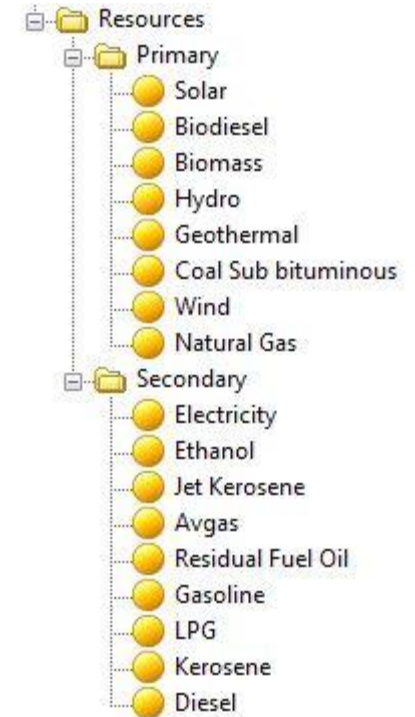 Resources
Primary
Solar
Biodiesel
Biomass
Hydro
Geothermal
Coal Sub bituminous
Wind
Natural Gas
Secondary
Electricity
Ethanol
Jet Kerosene
Avgas
Residual Fuel Oil
Gasoline
LPG
Kerosene
Diesel